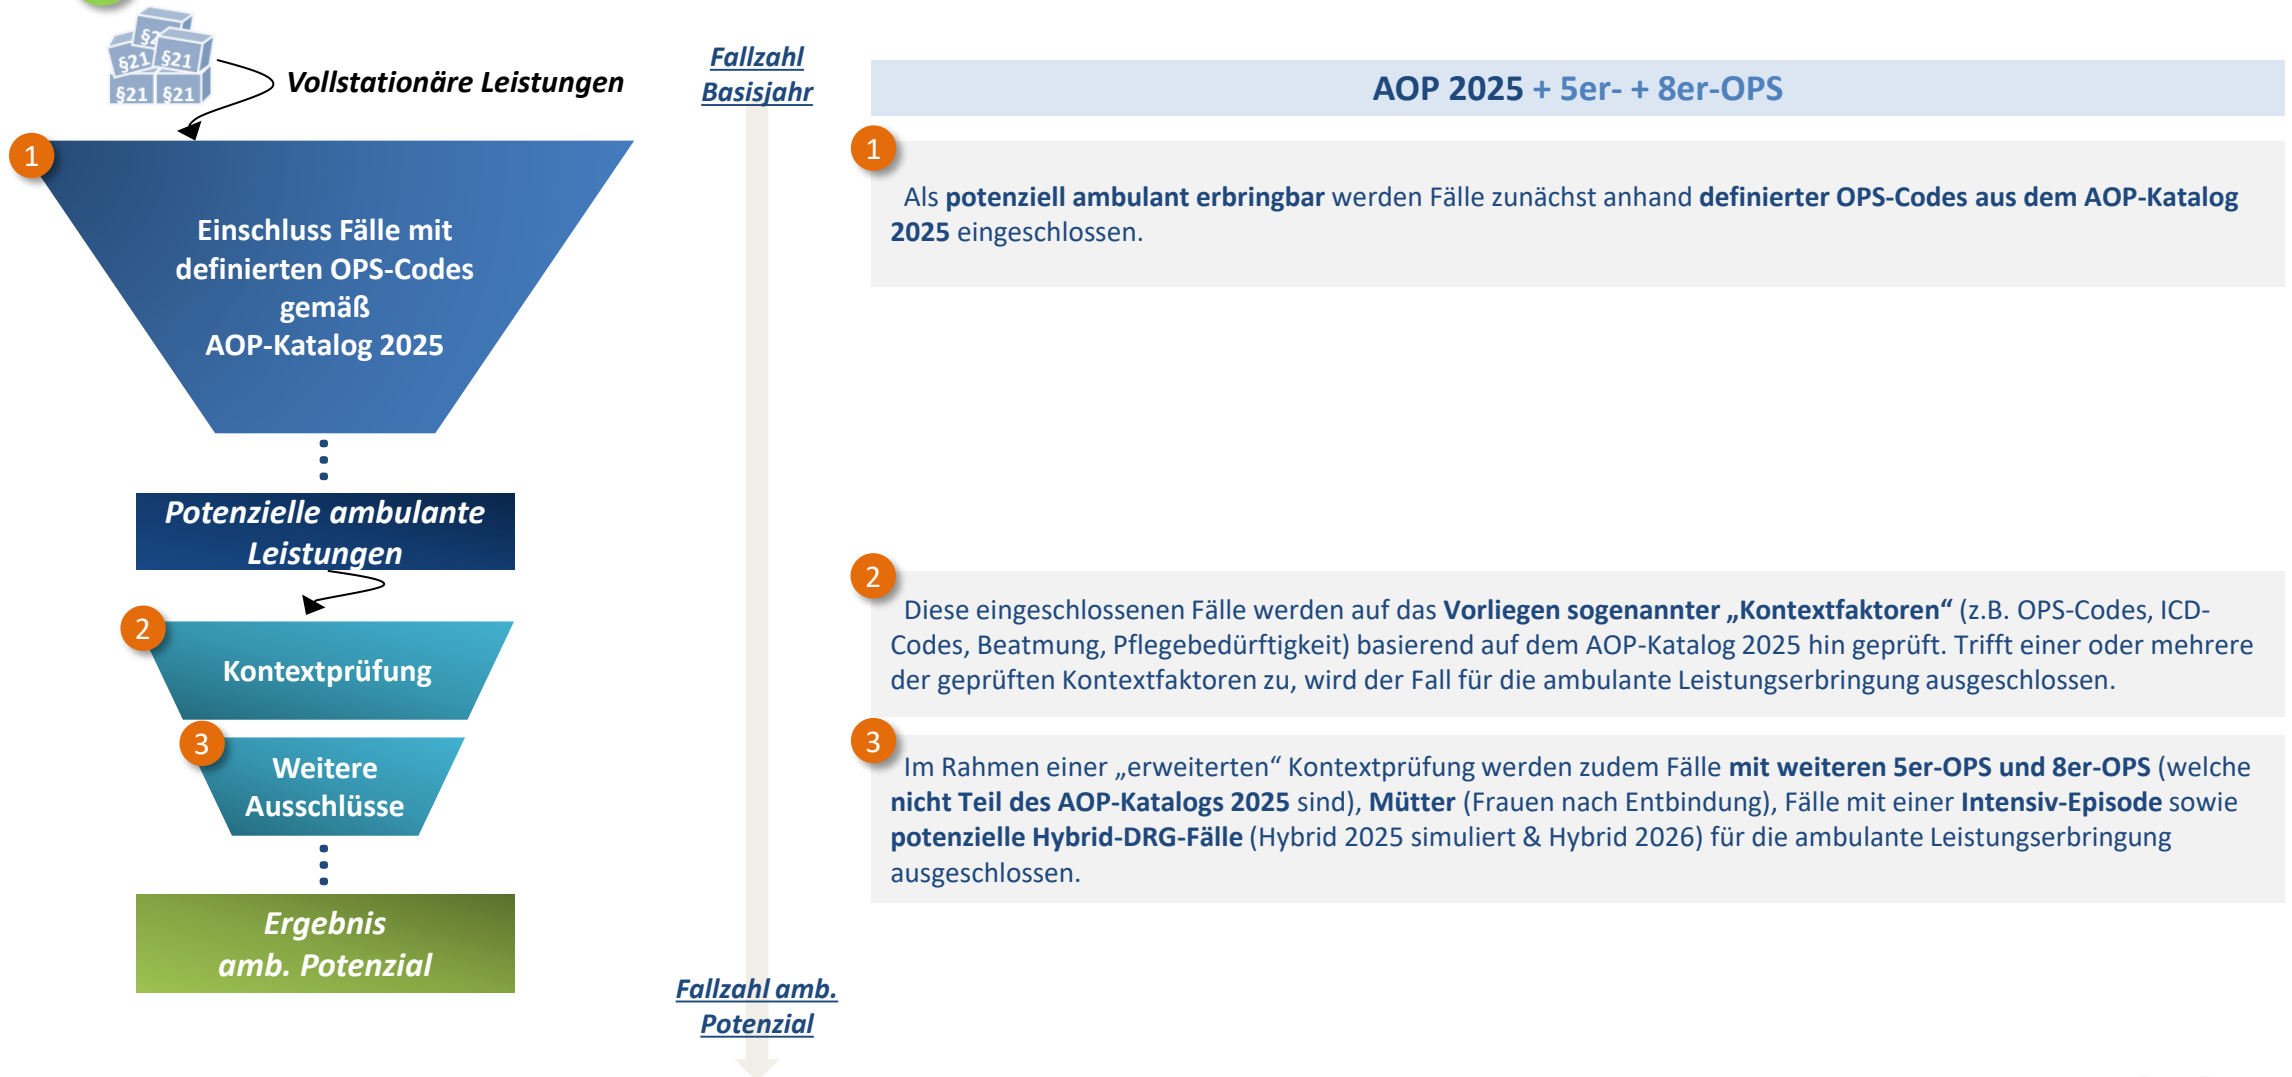 §2
§21 §21
§21 §21
Vollstationäre Leistungen
1
Einschluss Fälle mit
definierten OPS-Codes
gemäß
AOP-Katalog 2025
Potenzielle ambulante
Leistungen
2
Kontextprüfung
3
Weitere
Ausschlüsse
Ergebnis
amb. Potenzial
Fallzahl
Basisjahr
Fallzahl amb.
Potenzial
AOP 2025 + 5er- + 8er-OPS
1
Als potenziell ambulant erbringbar werden Fälle zunächst anhand definierter OPS-Codes aus dem AOP-Katalog
2025 eingeschlossen.
2
Diese eingeschlossenen Fälle werden auf das Vorliegen sogenannter „Kontextfaktoren“ (z.B. OPS-Codes, ICD-
Codes, Beatmung, Pflegebedürftigkeit) basierend auf dem AOP-Katalog 2025 hin geprüft. Trifft einer oder mehrere
der geprüften Kontextfaktoren zu, wird der Fall für die ambulante Leistungserbringung ausgeschlossen.
3
Im Rahmen einer „erweiterten“ Kontextprüfung werden zudem Fälle mit weiteren 5er-OPS und 8er-OPS (welche
nicht Teil des AOP-Katalogs 2025 sind), Mütter (Frauen nach Entbindung), Fälle mit einer Intensiv-Episode sowie
potenzielle Hybrid-DRG-Fälle (Hybrid 2025 simuliert & Hybrid 2026) für die ambulante Leistungserbringung
ausgeschlossen.